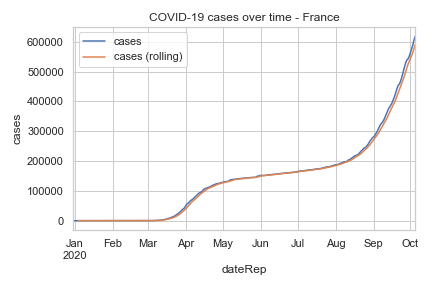 COVID-19 cases over time - France
cases
cases (rolling)
600000
500000
400000
300000
200000
100000
0
cases
Jan Feb Mar Apr May Jun Jul Aug Sep Oct
2020
dateRep